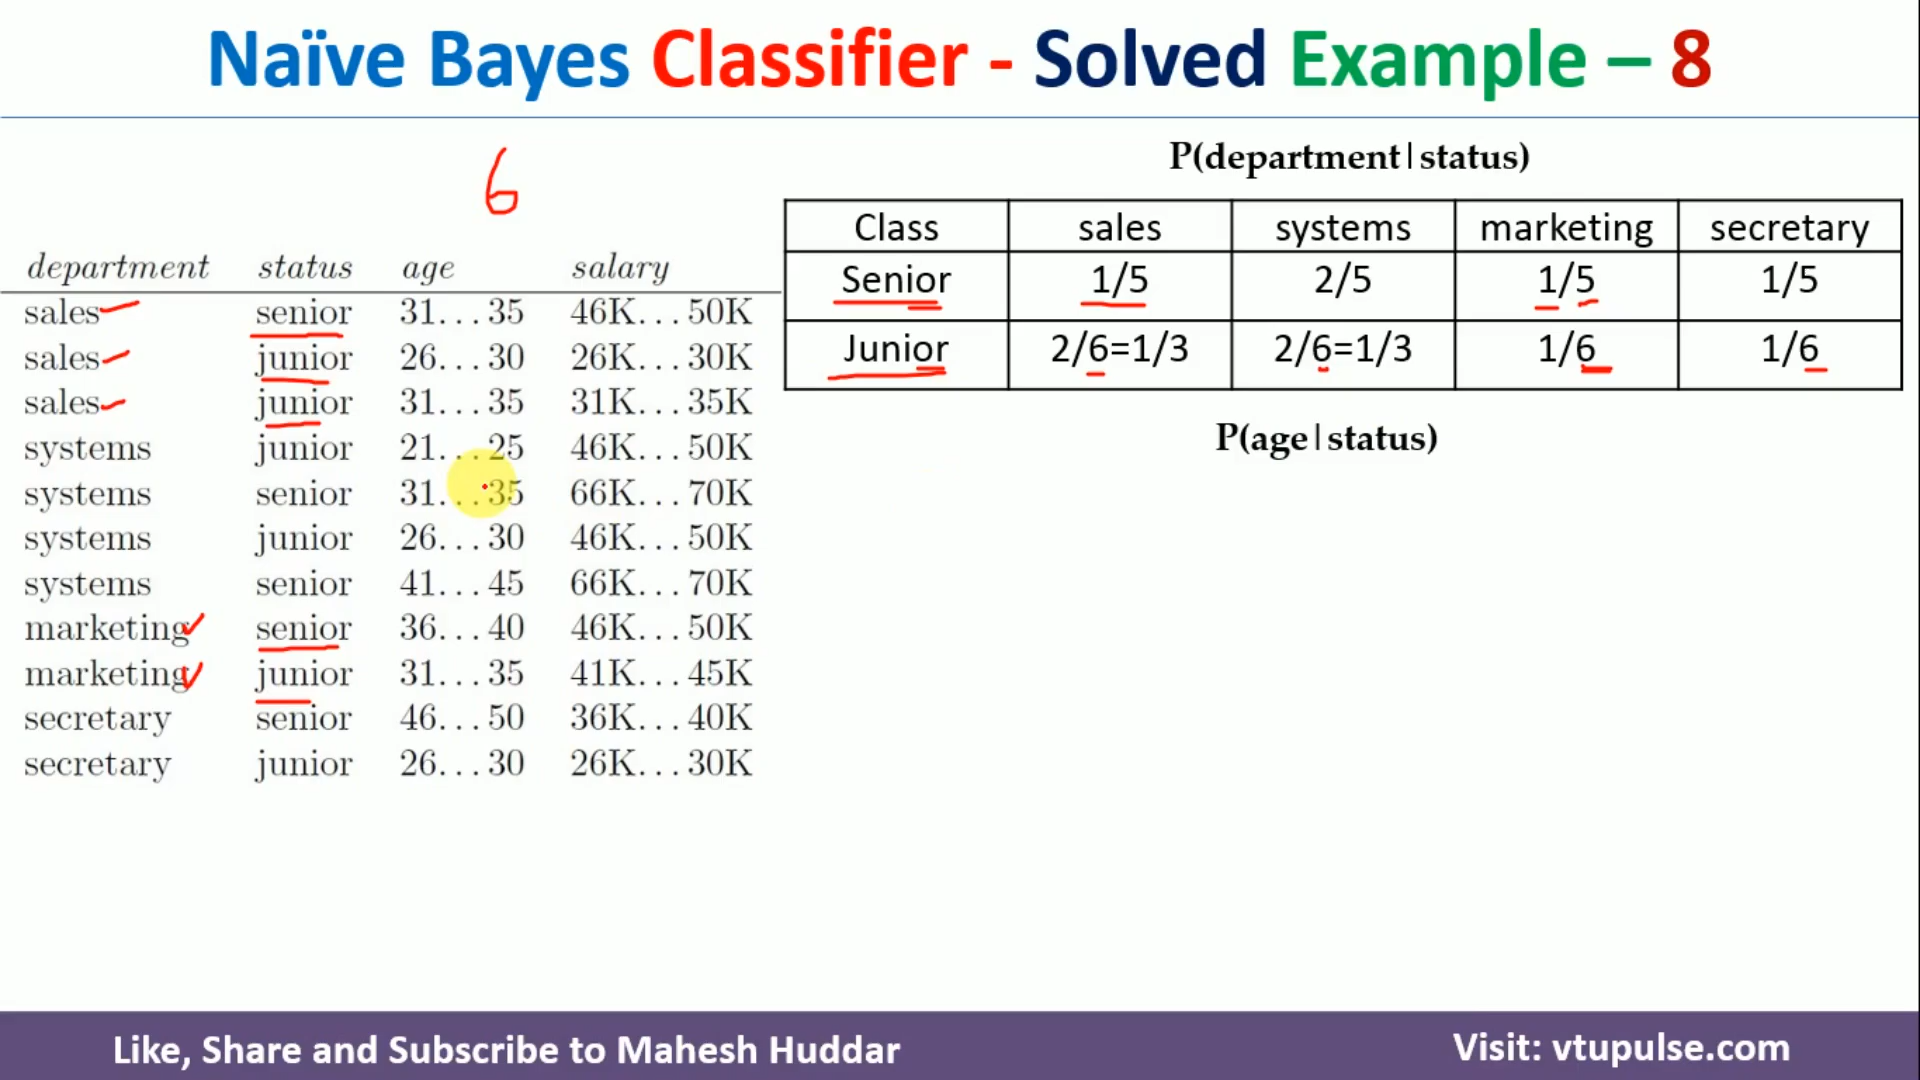 Naïve Bayes Classifier - Solved Example – 8
6
department status age salary
sales senior 31...35 46K...50K
sales junior 26...30 26K...30K
sales junior 31...35 31K...35K
systems junior 21...25 46K...50K
systems senior 31...35 66K...70K
systems junior 26...30 46K...50K
systems senior 41...45 66K...70K
marketing senior 36...40 46K...50K
marketing junior 31...35 41K...45K
secretary senior 46...50 36K...40K
secretary junior 26...30 26K...30K
P(department|status)
Class sales systems marketing secretary
Senior 1/5 2/5 1/5 1/5
Junior 2/6=1/3 2/6=1/3 1/6 1/6
P(age|status)
Like, Share and Subscribe to Mahesh Huddar
Visit: vtupulse.com